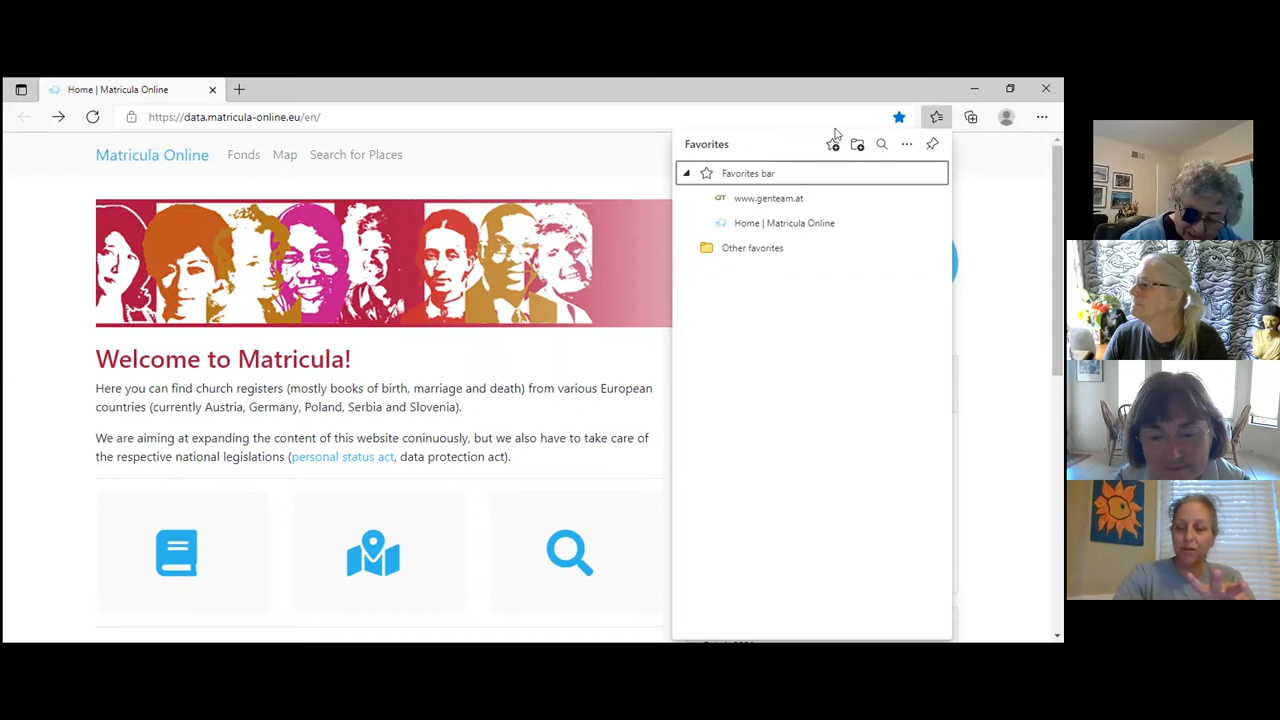 Home | Matricula Online
https://data.matricula-online.eu/en/
Matricula Online
Fonds
Map
Search for Places
Favorites
Favorites bar
GT
www.genteam.at
Home | Matricula Online
Other favorites
Welcome to Matricula!
Here you can find church registers (mostly books of birth, marriage and death) from various European
countries (currently Austria, Germany, Poland, Serbia and Slovenia).
We are aiming at expanding the content of this website coninuously, but we also have to take care of
the respective national legislations (personal status act, data protection act).